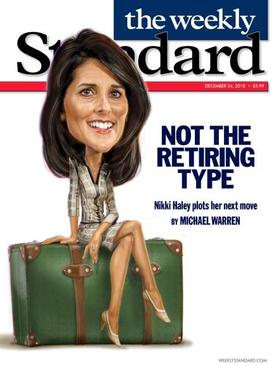 the weekly
Standard
DECEMBER 24, 2018 • $5.99
NOT THE
RETIRING
TYPE
Nikki Haley plots her next move
BY MICHAEL WARREN
WEEKLYSTANDARD.COM